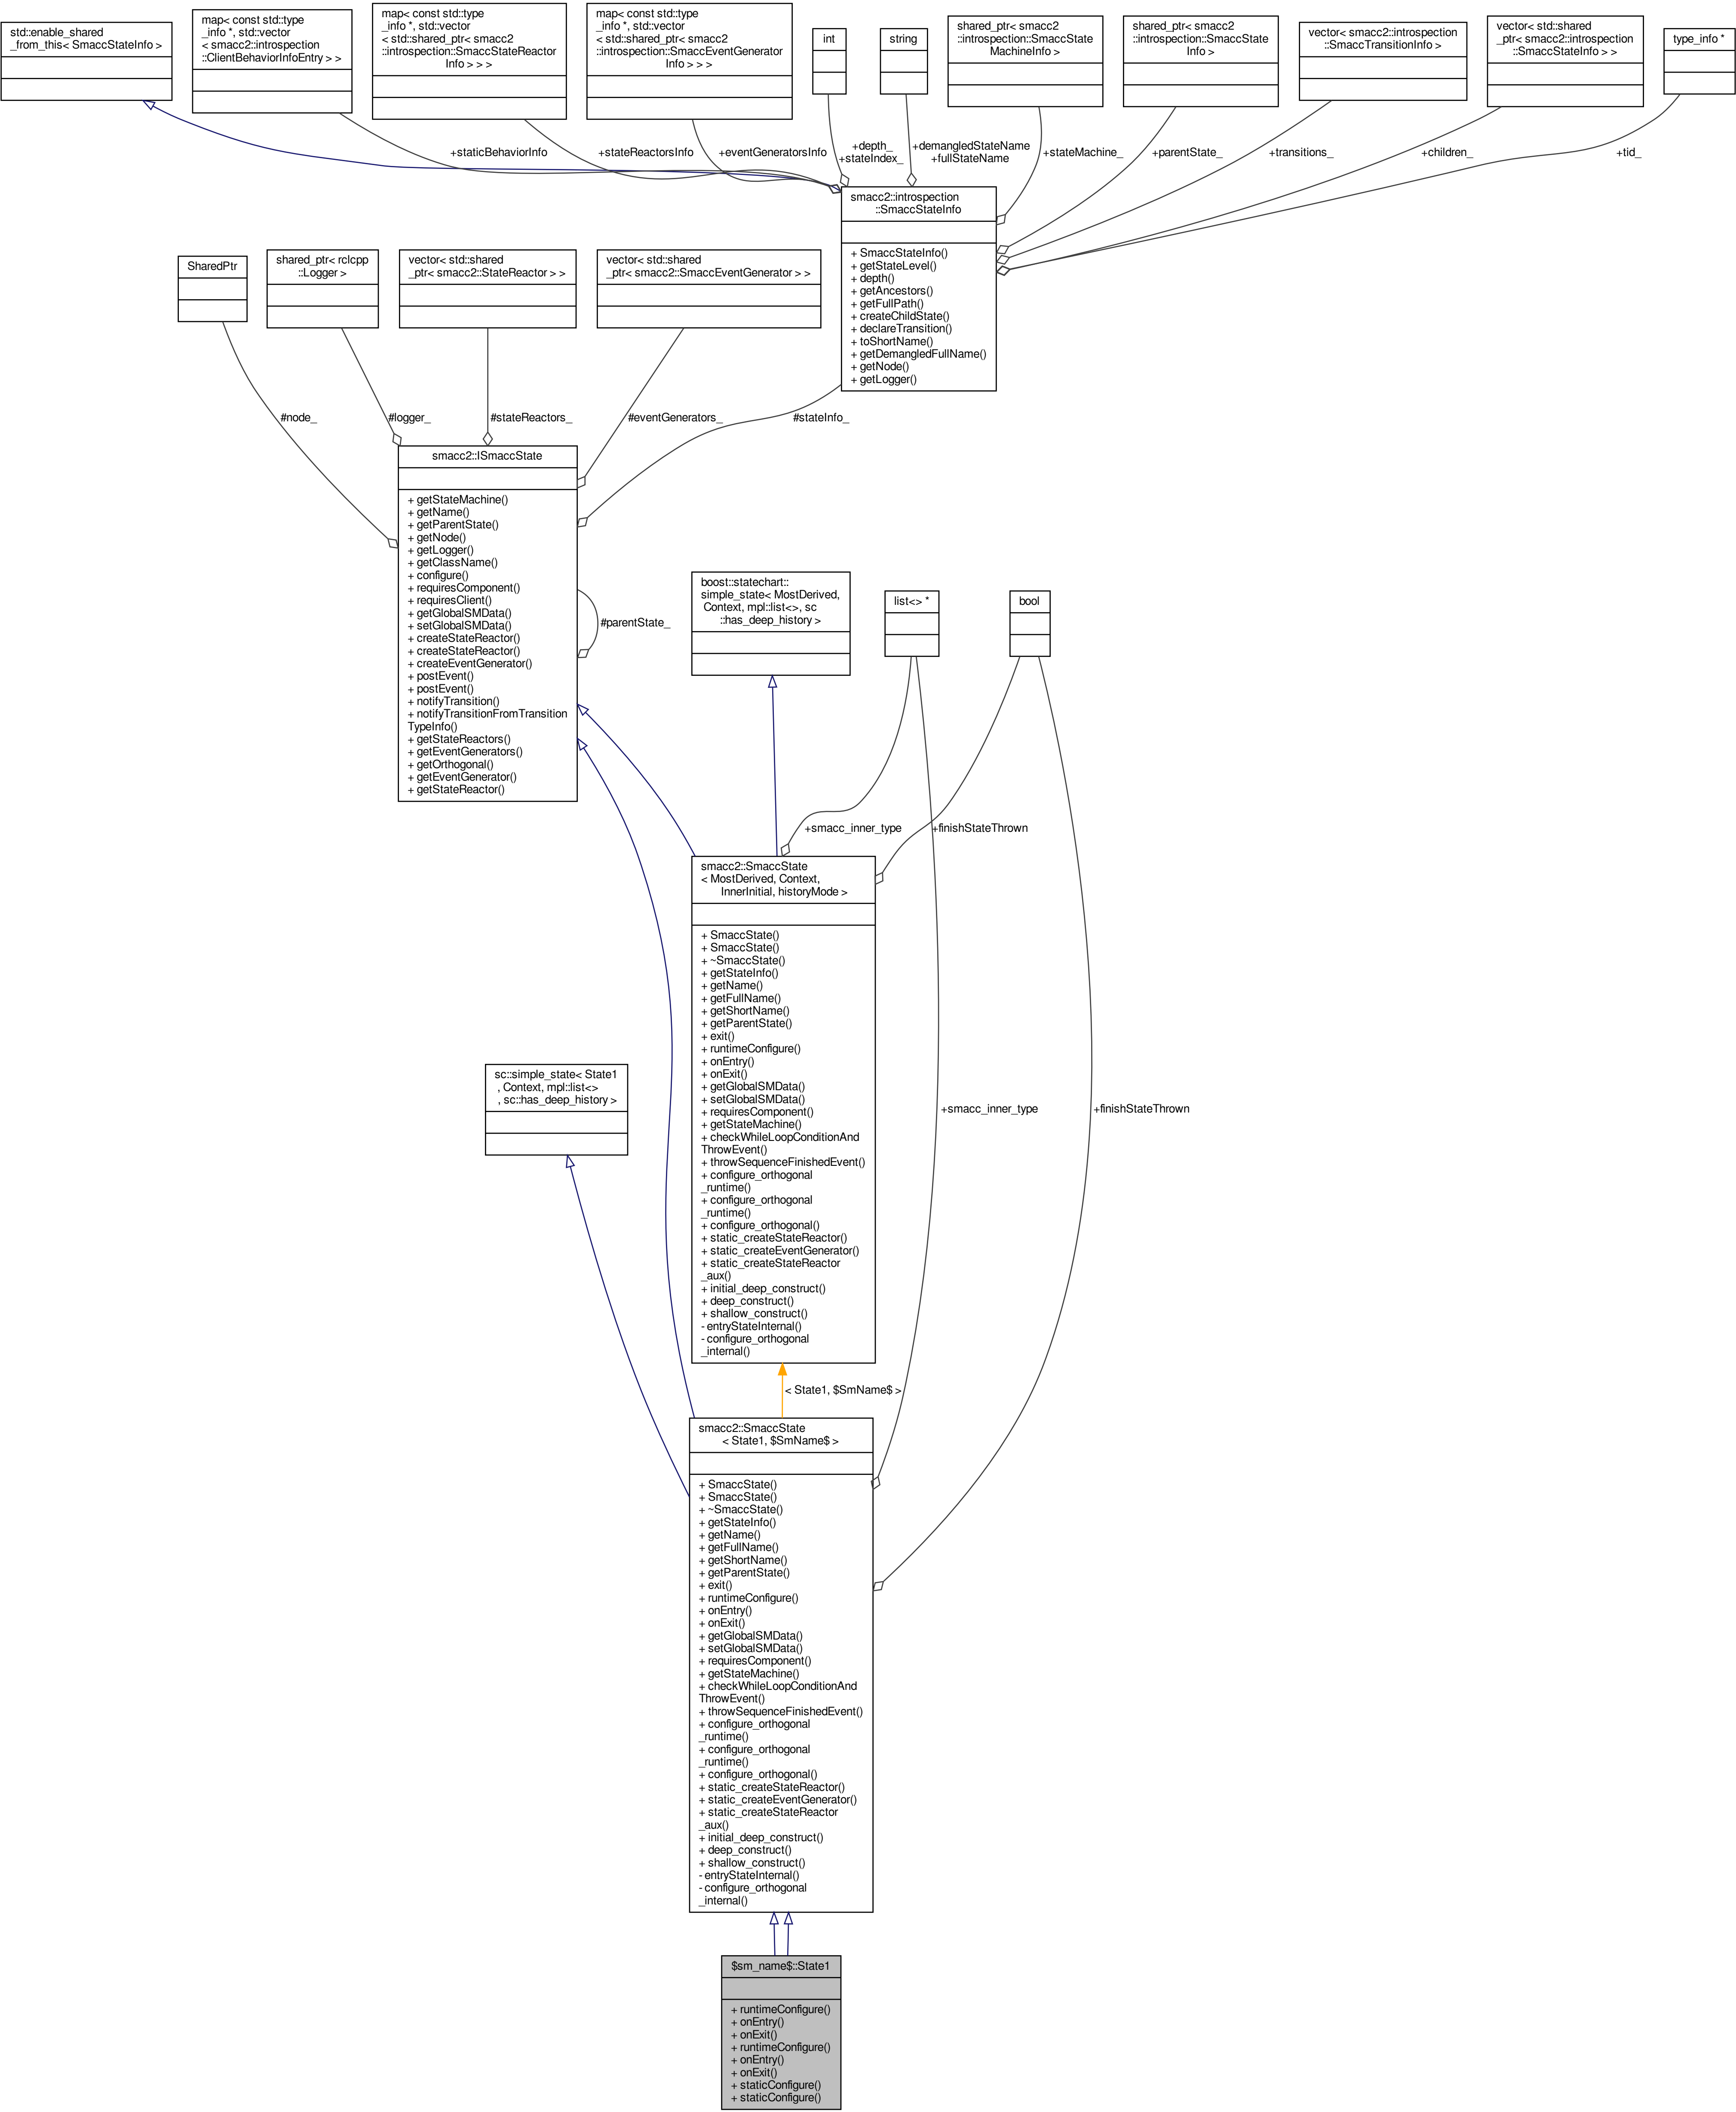 std::enable_shared
_from_this< SmaccStateInfo >
map< const std::type
_info *, std::vector
< smacc2::introspection
::ClientBehaviorInfoEntry > >
map< const std::type
_info *, std::vector
< std::shared_ptr< smacc2
::introspection::SmaccStateReactor
Info > > >
map< const std::type
_info *, std::vector
< std::shared_ptr< smacc2
::introspection::SmaccEventGenerator
Info > > >
int
string
shared_ptr< smacc2
::introspection::SmaccState
MachineInfo >
shared_ptr< smacc2
::introspection::SmaccState
Info >
vector< smacc2::introspection
::SmaccTransitionInfo >
vector< std::shared
_ptr< smacc2::introspection
::SmaccStateInfo > >
type_info *
+staticBehaviorInfo
+stateReactorsInfo
+eventGeneratorsInfo
+depth_
+stateIndex_
+demangledStateName
+fullStateName
+stateMachine_
+parentState_
+transitions_
+children_
+tid_
smacc2::introspection
::SmaccStateInfo
+ SmaccStateInfo()
+ getStateLevel()
+ depth()
+ getAncestors()
+ getFullPath()
+ createChildState()
+ declareTransition()
+ toShortName()
+ getDemangledFullName()
+ getNode()
+ getLogger()
SharedPtr
shared_ptr< rclcpp
::Logger >
vector< std::shared
_ptr< smacc2::StateReactor > >
vector< std::shared
_ptr< smacc2::SmaccEventGenerator > >
#node_
#logger_
#stateReactors_
#eventGenerators_
#stateInfo_
smacc2::ISmaccState
+ getStateMachine()
+ getName()
+ getParentState()
+ getNode()
+ getLogger()
+ getClassName()
+ configure()
+ requiresComponent()
+ requiresClient()
+ getGlobalSMData()
+ setGlobalSMData()
+ createStateReactor()
+ createStateReactor()
+ createEventGenerator()
+ postEvent()
+ postEvent()
+ notifyTransition()
+ notifyTransitionFromTransition
TypeInfo()
+ getStateReactors()
+ getEventGenerators()
+ getOrthogonal()
+ getEventGenerator()
+ getStateReactor()
#parentState_
boost::statechart::
simple_state< MostDerived,
Context, mpl::list<>, sc
::has_deep_history >
list<> *
bool
+smacc_inner_type
+finishStateThrown
smacc2::SmaccState
< MostDerived, Context,
InnerInitial, historyMode >
+ SmaccState()
+ SmaccState()
+ ~SmaccState()
+ getStateInfo()
+ getName()
+ getFullName()
+ getShortName()
+ getParentState()
+ exit()
+ runtimeConfigure()
+ onEntry()
+ onExit()
+ getGlobalSMData()
+ setGlobalSMData()
+ requiresComponent()
+ getStateMachine()
+ checkWhileLoopConditionAnd
ThrowEvent()
+ throwSequenceFinishedEvent()
+ configure_orthogonal
_runtime()
+ configure_orthogonal
_runtime()
+ configure_orthogonal()
+ static_createStateReactor()
+ static_createEventGenerator()
+ static_createStateReactor
_aux()
+ initial_deep_construct()
+ deep_construct()
+ shallow_construct()
- entryStateInternal()
- configure_orthogonal
_internal()
sc::simple_state< State1
, Context, mpl::list<>
, sc::has_deep_history >
+smacc_inner_type
+finishStateThrown
< State1, $SmName$ >
smacc2::SmaccState
< State1, $SmName$ >
+ SmaccState()
+ SmaccState()
+ ~SmaccState()
+ getStateInfo()
+ getName()
+ getFullName()
+ getShortName()
+ getParentState()
+ exit()
+ runtimeConfigure()
+ onEntry()
+ onExit()
+ getGlobalSMData()
+ setGlobalSMData()
+ requiresComponent()
+ getStateMachine()
+ checkWhileLoopConditionAnd
ThrowEvent()
+ throwSequenceFinishedEvent()
+ configure_orthogonal
_runtime()
+ configure_orthogonal
_runtime()
+ configure_orthogonal()
+ static_createStateReactor()
+ static_createEventGenerator()
+ static_createStateReactor
_aux()
+ initial_deep_construct()
+ deep_construct()
+ shallow_construct()
- entryStateInternal()
- configure_orthogonal
_internal()
$sm_name$::State1
+ runtimeConfigure()
+ onEntry()
+ onExit()
+ runtimeConfigure()
+ onEntry()
+ onExit()
+ staticConfigure()
+ staticConfigure()